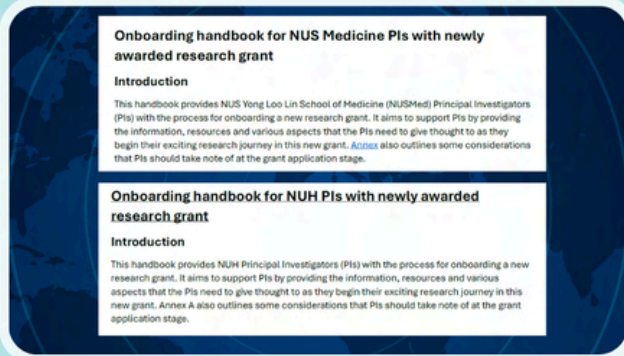 Onboarding handbook for NUS Medicine PIs with newly
awarded research grant
Introduction
This handbook provides NUS Yong Loo Lin School of Medicine (NUSMed) Principal Investigators
(PIs) with the process for onboarding a new research grant. It aims to support PIs by providing
the information, resources and various aspects that the PIs need to give thought to as they
begin their exciting research journey in this new grant. Annex also outlines some considerations
that PIs should take note of at the grant application stage.
Onboarding handbook for NUH PIs with newly awarded
research grant
Introduction
This handbook provides NUH Principal Investigators (PIs) with the process for onboarding a new
research grant. It aims to support PIs by providing the information, resources and various
aspects that the PIs need to give thought to as they begin their exciting research journey in this
new grant. Annex A also outlines some considerations that PIs should take note of at the grant
application stage.